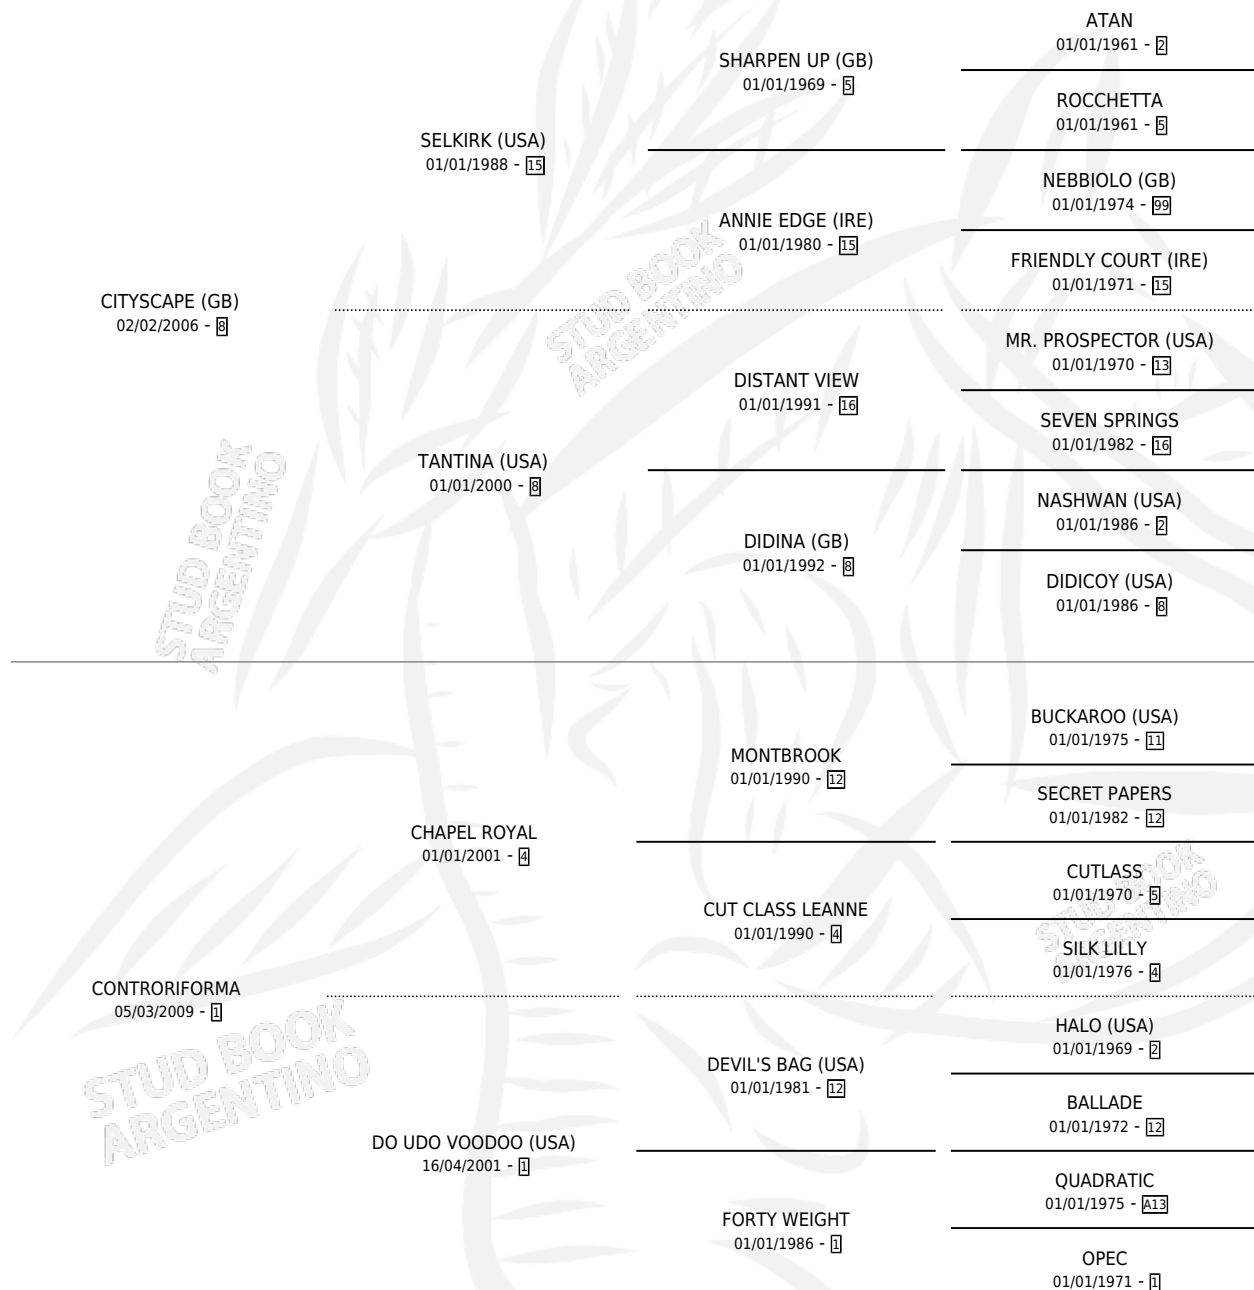 ATAN
01/01/1961 - 2
SHARPEN UP (GB)
01/01/1969 - 5
ROCCHETTA
01/01/1961 - 5
SELKIRK (USA)
01/01/1988 - 15
NEBBIOLO (GB)
01/01/1974 - 99
ANNIE EDGE (IRE)
01/01/1980 - 15
FRIENDLY COURT (IRE)
01/01/1971 - 15
CITYSCAPE (GB)
02/02/2006 - 8
STUD BOOK
ARGENTINO
MR. PROSPECTOR (USA)
01/01/1970 - 13
DISTANT VIEW
01/01/1991 - 16
SEVEN SPRINGS
01/01/1982 - 16
TANTINA (USA)
01/01/2000 - 8
NASHWAN (USA)
01/01/1986 - 2
DIDINA (GB)
01/01/1992 - 8
DIDICOY (USA)
01/01/1986 - 8
STUD BOOK
ARGENTINO
BUCKAROO (USA)
01/01/1975 - 11
MONTBROOK
01/01/1990 - 12
SECRET PAPERS
01/01/1982 - 12
CHAPEL ROYAL
01/01/2001 - 4
CUTLASS
01/01/1970 - 5
CUT CLASS LEANNE
01/01/1990 - 4
SILK LILLY
01/01/1976 - 4
STUD BOOK
ARGENTINO
CONTRORIFORMA
05/03/2009 - 1
HALO (USA)
01/01/1969 - 2
DEVIL'S BAG (USA)
01/01/1981 - 12
BALLADE
01/01/1972 - 12
STUD BOOK
ARGENTINO
DO UDO VOODOO (USA)
16/04/2001 - 1
QUADRATIC
01/01/1975 - A13
FORTY WEIGHT
01/01/1986 - 1
OPEC
01/01/1971 - 1